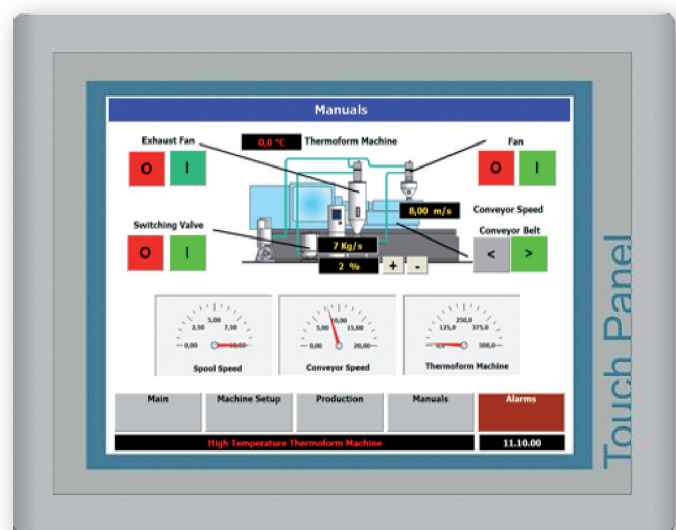 Manuals
Exhaust Fan
0,0 °C Thermoform Machine
Fan
O I
O I
8,00 m/s Conveyor Speed
Switching Valve
Conveyor Belt
O I
7 Kg/s
< >
2 % + -
0,00 2,50 5,00 7,50 10,00
Spool Speed
0,00 5,00 10,00 15,00 20,00
Conveyor Speed
0,0 125,0 250,0 375,0 500,0
Thermoform Machine
Main Machine Setup Production Manuals Alarms
High Temperature Thermoform Machine 11.10.00
Touch Panel